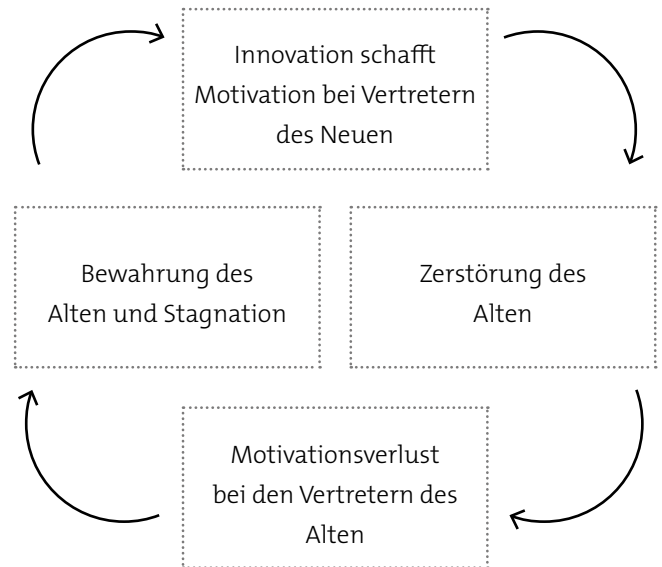 Innovation schafft
Motivation bei Vertretern
des Neuen
Bewahrung des
Alten und Stagnation
Zerstörung des
Alten
Motivationsverlust
bei den Vertretern des
Alten